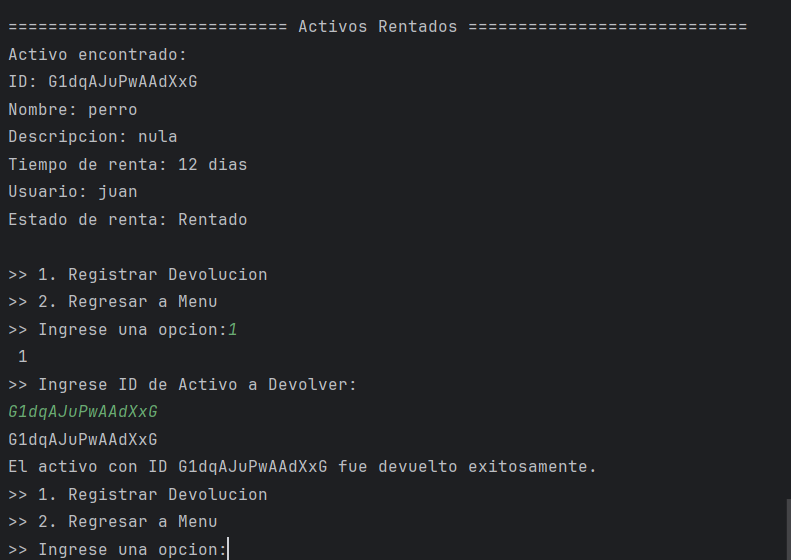 ============================ Activos Rentados ============================
Activo encontrado:
ID: G1dqAJuPwAAdXxG
Nombre: perro
Descripcion: nula
Tiempo de renta: 12 dias
Usuario: juan
Estado de renta: Rentado
>> 1. Registrar Devolucion
>> 2. Regresar a Menu
>> Ingrese una opcion:1
1
>> Ingrese ID de Activo a Devolver:
G1dqAJuPwAAdXxG
G1dqAJuPwAAdXxG
El activo con ID G1dqAJuPwAAdXxG fue devuelto exitosamente.
>> 1. Registrar Devolucion
>> 2. Regresar a Menu
>> Ingrese una opcion: